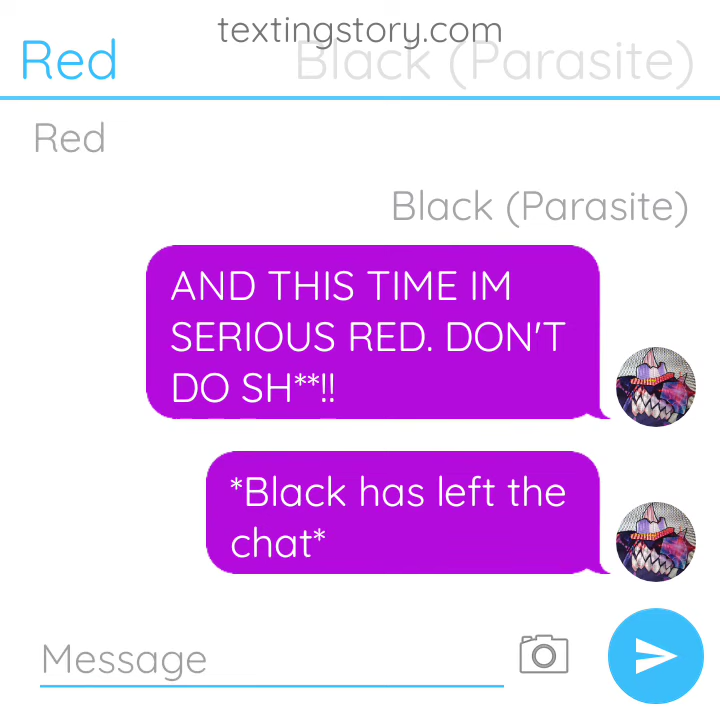 textingstory.com
Red
Black (Parasite)
Red
Black (Parasite)
AND THIS TIME IM
SERIOUS RED. DON'T
DO SH**!!
*Black has left the
chat*
Message